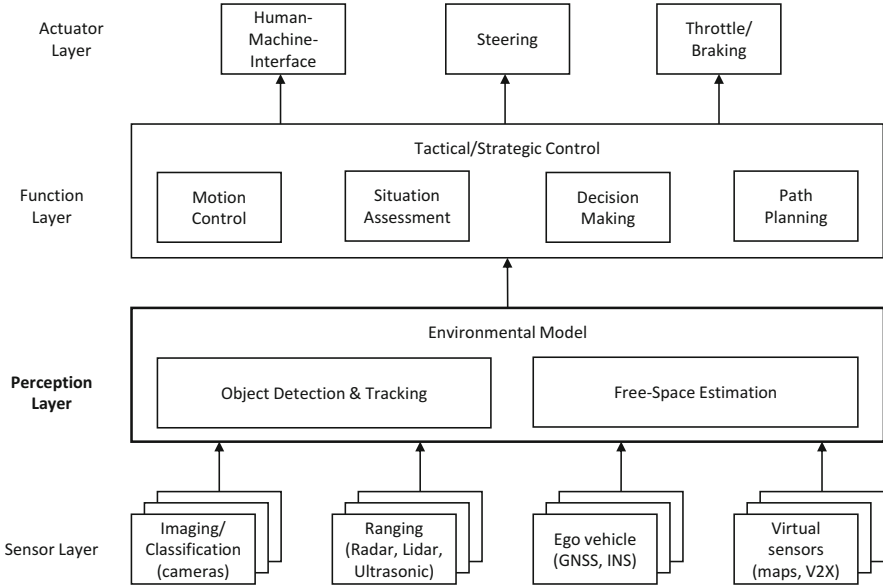 Actuator
Layer
Human-
Machine-
Interface
Steering
Throttle/
Braking
Function
Layer
Tactical/Strategic Control
Motion
Control
Situation
Assessment
Decision
Making
Path
Planning
Perception
Layer
Environmental Model
Object Detection & Tracking
Free-Space Estimation
Sensor Layer
Imaging/
Classification
(cameras)
Ranging
(Radar, Lidar,
Ultrasonic)
Ego vehicle
(GNSS, INS)
Virtual
sensors
(maps, V2X)